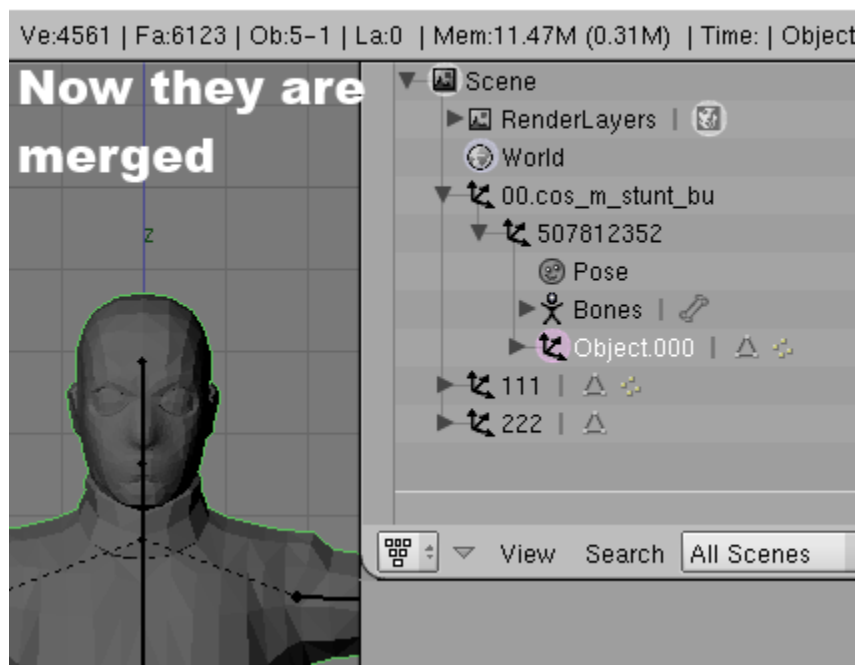 Ve:4561 | Fa:6123 | Ob:5-1 | La:0 | Mem:11.47M (0.31M) | Time: | Object
Now they are
merged
z
Scene
RenderLayers |
World
00.cos_m_stunt_bu
507812352
Pose
Bones |
Object.000 |
111 |
222 |
View Search All Scenes